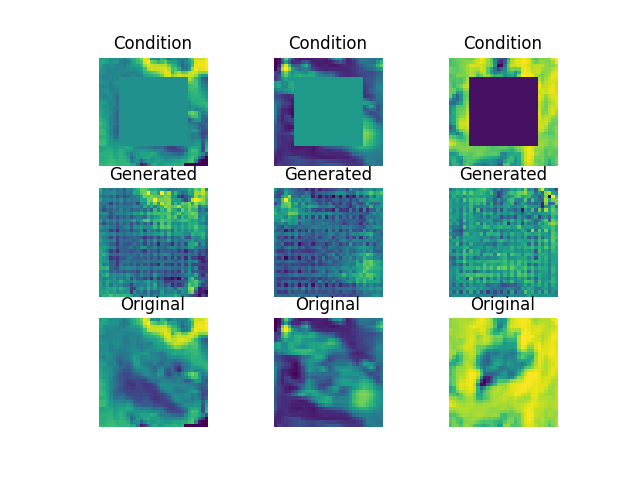 Condition Condition Condition
Generated Generated Generated
Original Original Original